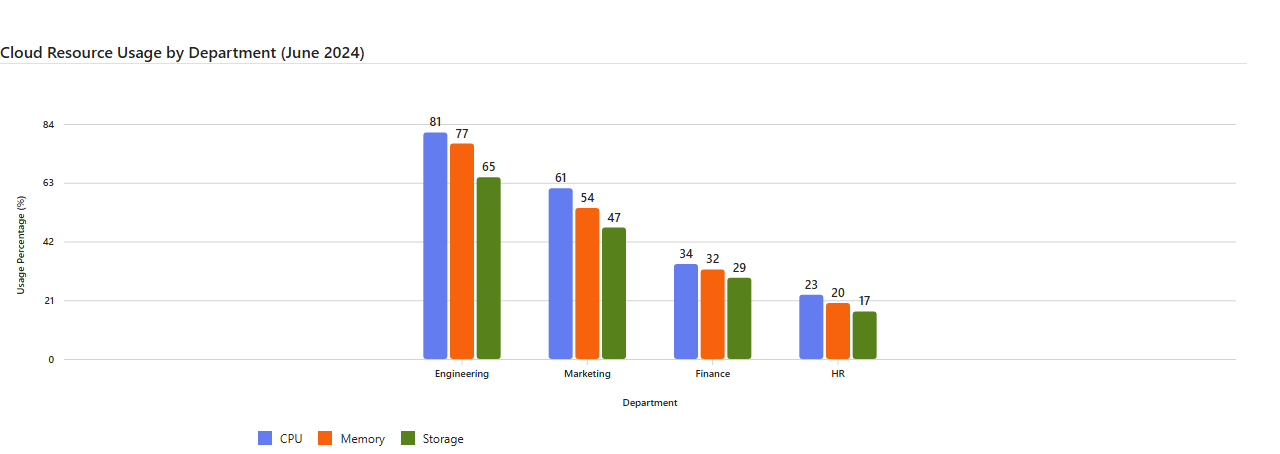 Cloud Resource Usage by Department (June 2024)
Usage Percentage (%)
84
63
42
21
0
81
77
65
61
54
47
34
32
29
23
20
17
Engineering
Marketing
Finance
HR
Department
CPU
Memory
Storage